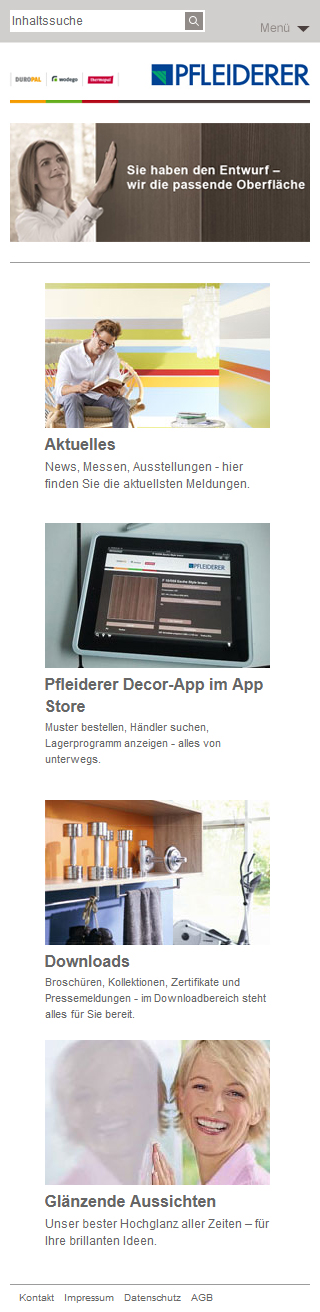 Inhaltssuche
Menü
DUROPAL
wodego
thermopal
PFLEIDERER
Sie haben den Entwurf –
wir die passende Oberfläche
Aktuelles
News, Messen, Ausstellungen - hier
finden Sie die aktuellsten Meldungen.
PFLEIDERER
Pfleiderer Decor-App im App
Store
Muster bestellen, Händler suchen,
Lagerprogramm anzeigen - alles von
unterwegs.
Downloads
Broschüren, Kollektionen, Zertifikate und
Pressemeldungen - im Downloadbereich steht
alles für Sie bereit.
Glänzende Aussichten
Unser bester Hochglanz aller Zeiten – für
Ihre brillanten Ideen.
Kontakt Impressum Datenschutz AGB